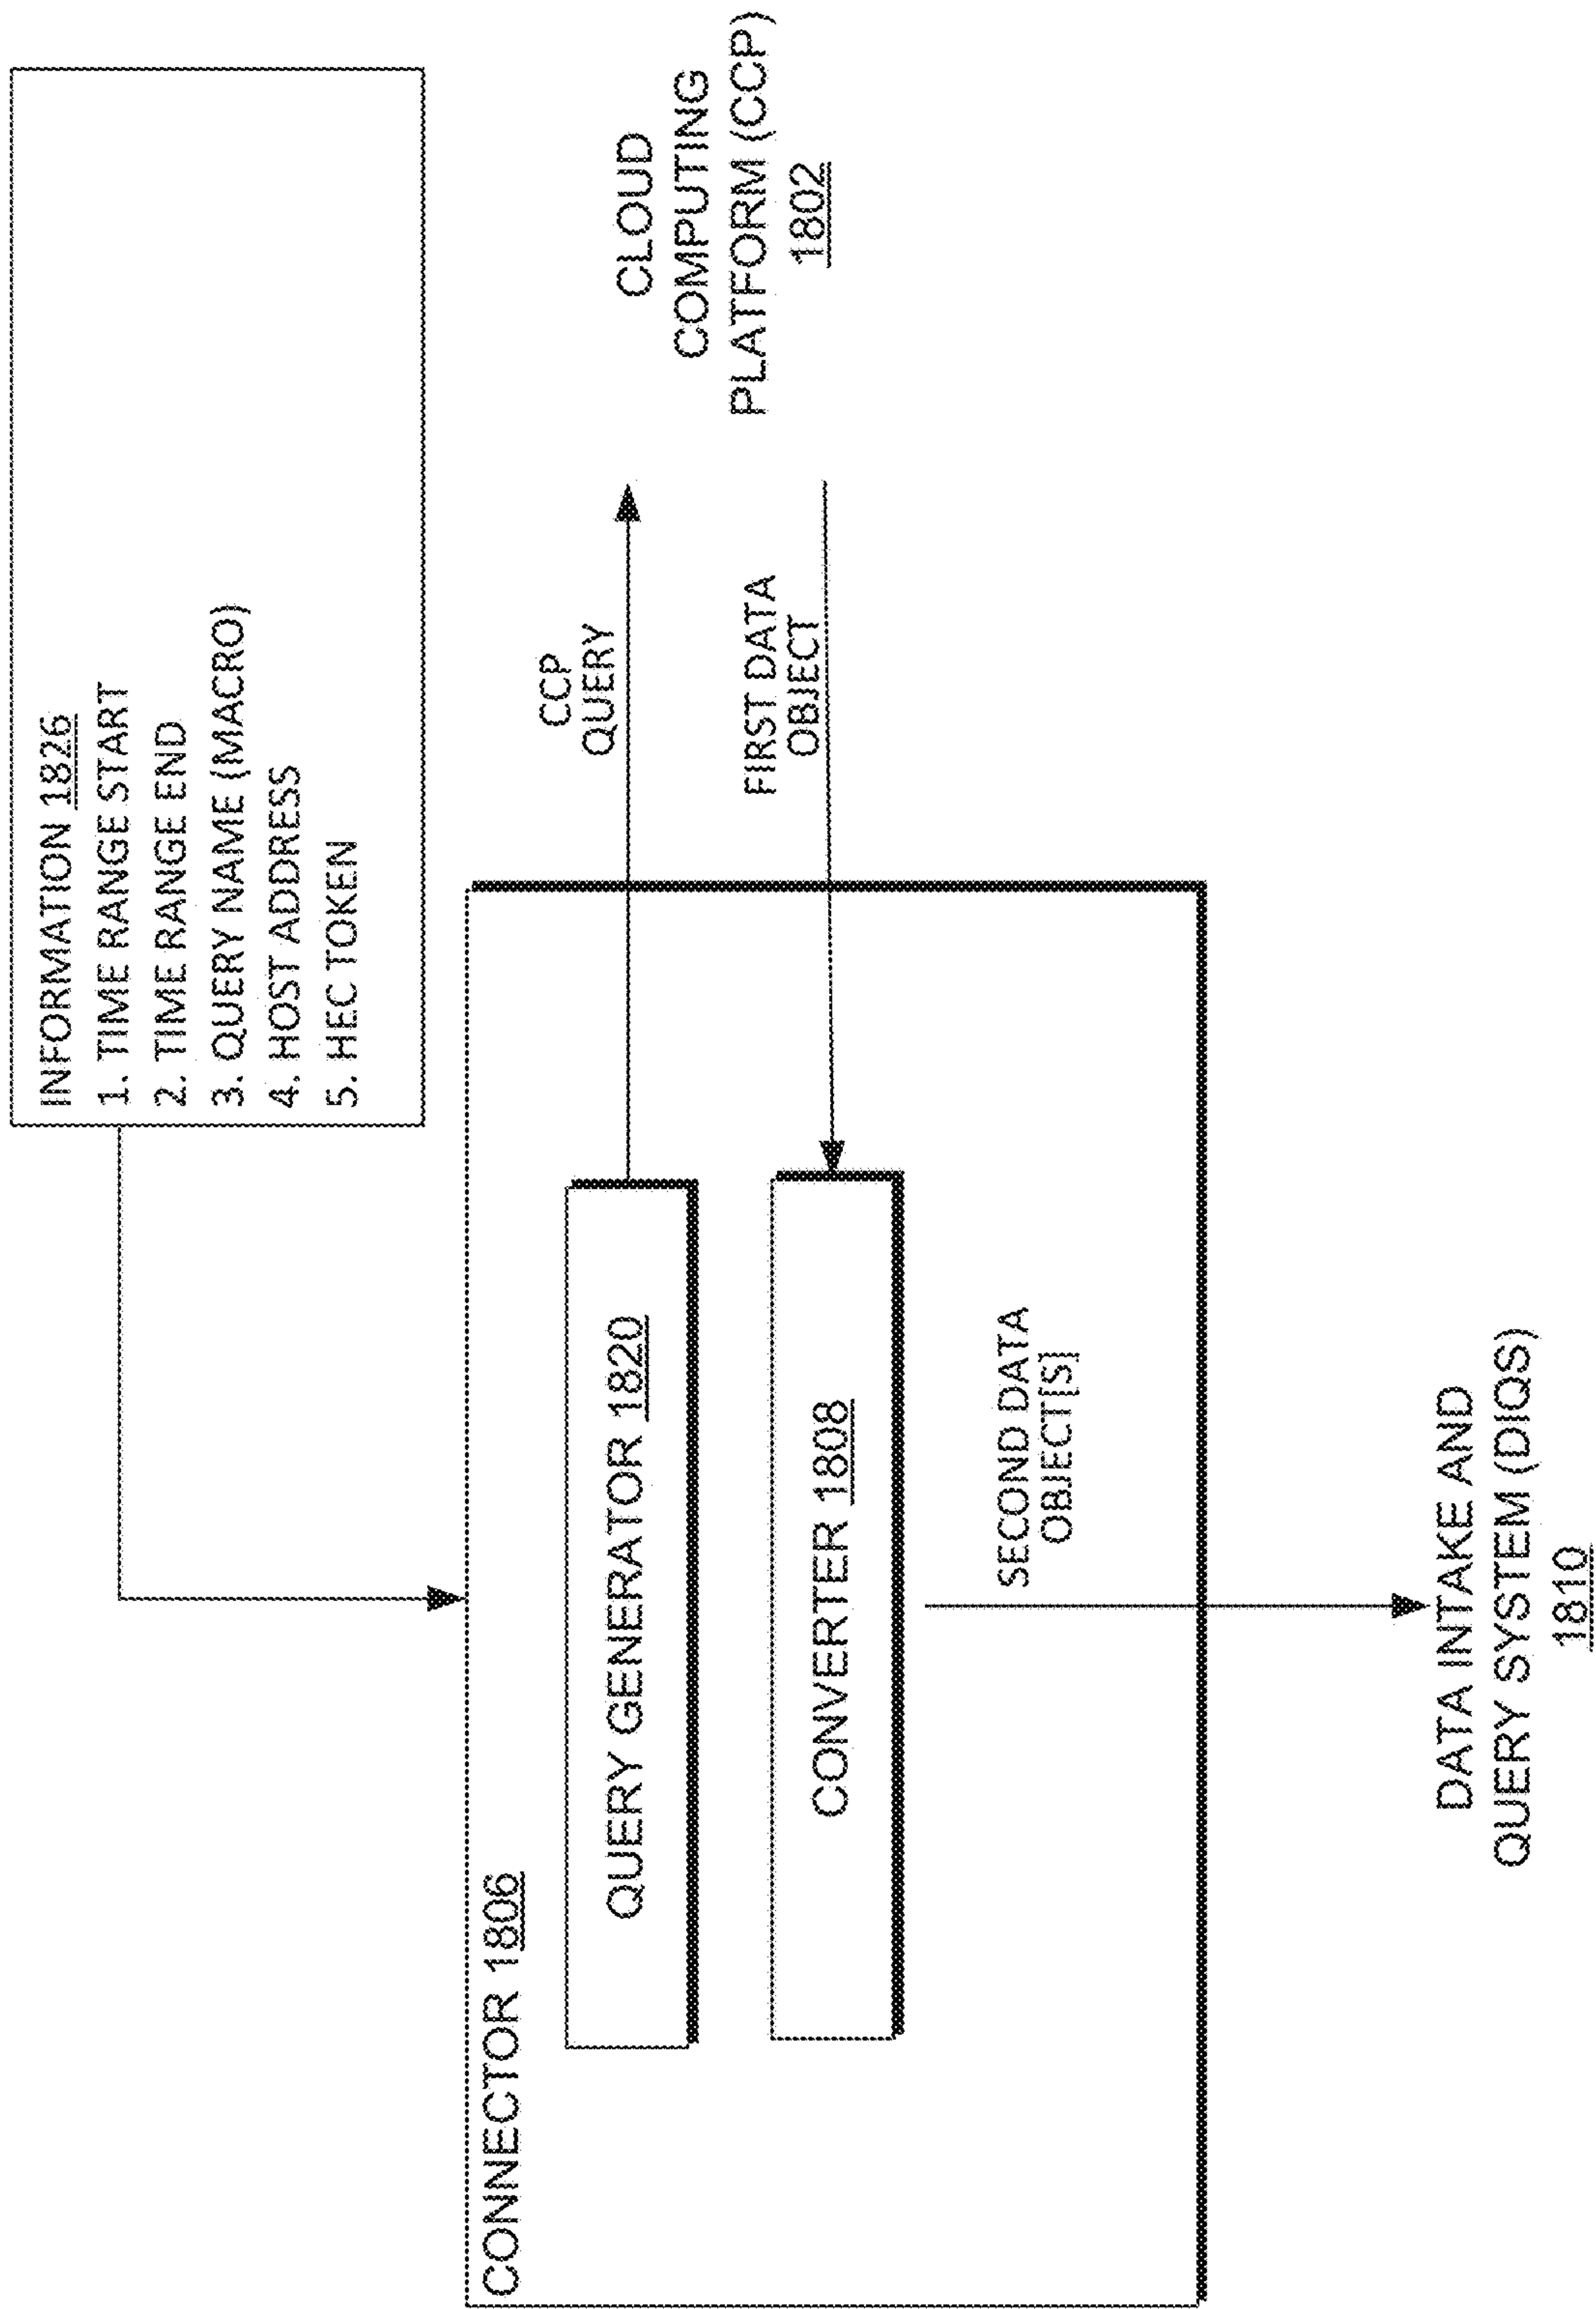 INFORMATION 1826
1. TIME RANGE START
2. TIME RANGE END
3. QUERY NAME (MACRO)
4. HOST ADDRESS
5. HEC TOKEN
CONNECTOR 1806
QUERY GENERATOR 1820
CCP
QUERY
CLOUD
COMPUTING
PLATFORM (CCP)
1802
CONVERTER 1808
FIRST DATA
OBJECT
SECOND DATA
OBJECT[S]
DATA INTAKE AND
QUERY SYSTEM (DIQS)
1810